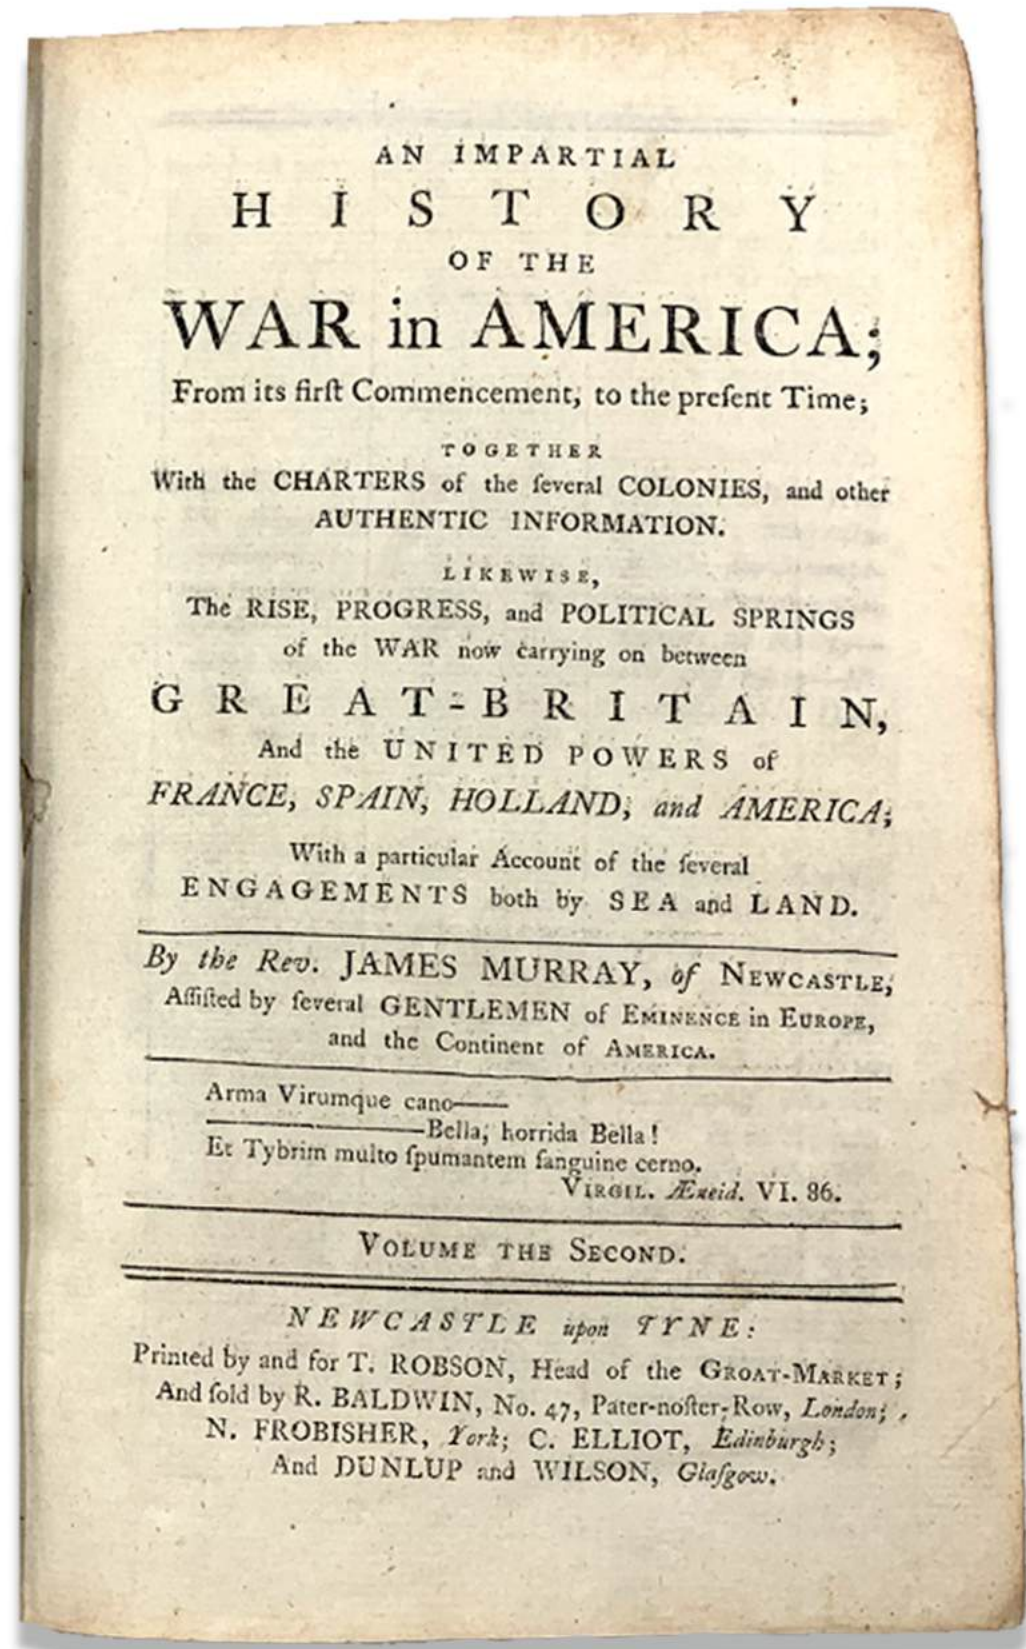 AN IMPARTIAL
HISTORY
OF THE
WAR in AMERICA;
From its firſt Commencement, to the preſent Time;
TOGETHER
With the CHARTERS of the ſeveral COLONIES, and other
AUTHENTIC INFORMATION.
LIKEWISE,
The RISE, PROGRESS, and POLITICAL SPRINGS
of the WAR now carrying on between
GREAT-BRITAIN,
And the UNITED POWERS of
FRANCE, SPAIN, HOLLAND, and AMERICA;
With a particular Account of the ſeveral
ENGAGEMENTS both by SEA and LAND.
By the Rev. JAMES MURRAY, of NEWCASTLE,
Aſſiſted by ſeveral GENTLEMEN of EMINENCE in EUROPE,
and the Continent of AMERICA.
Arma Virumque cano——
————Bella, horrida Bella!
Et Tybrim multo ſpumantem ſanguine cerno.
VIRGIL. Æneid. VI. 86.
VOLUME THE SECOND.
NEWCASTLE upon TYNE:
Printed by and for T. ROBSON, Head of the GROAT-MARKET;
And ſold by R. BALDWIN, No. 47, Pater-noſter-Row, London;
N. FROBISHER, York; C. ELLIOT, Edinburgh;
And DUNLUP and WILSON, Glaſgow.